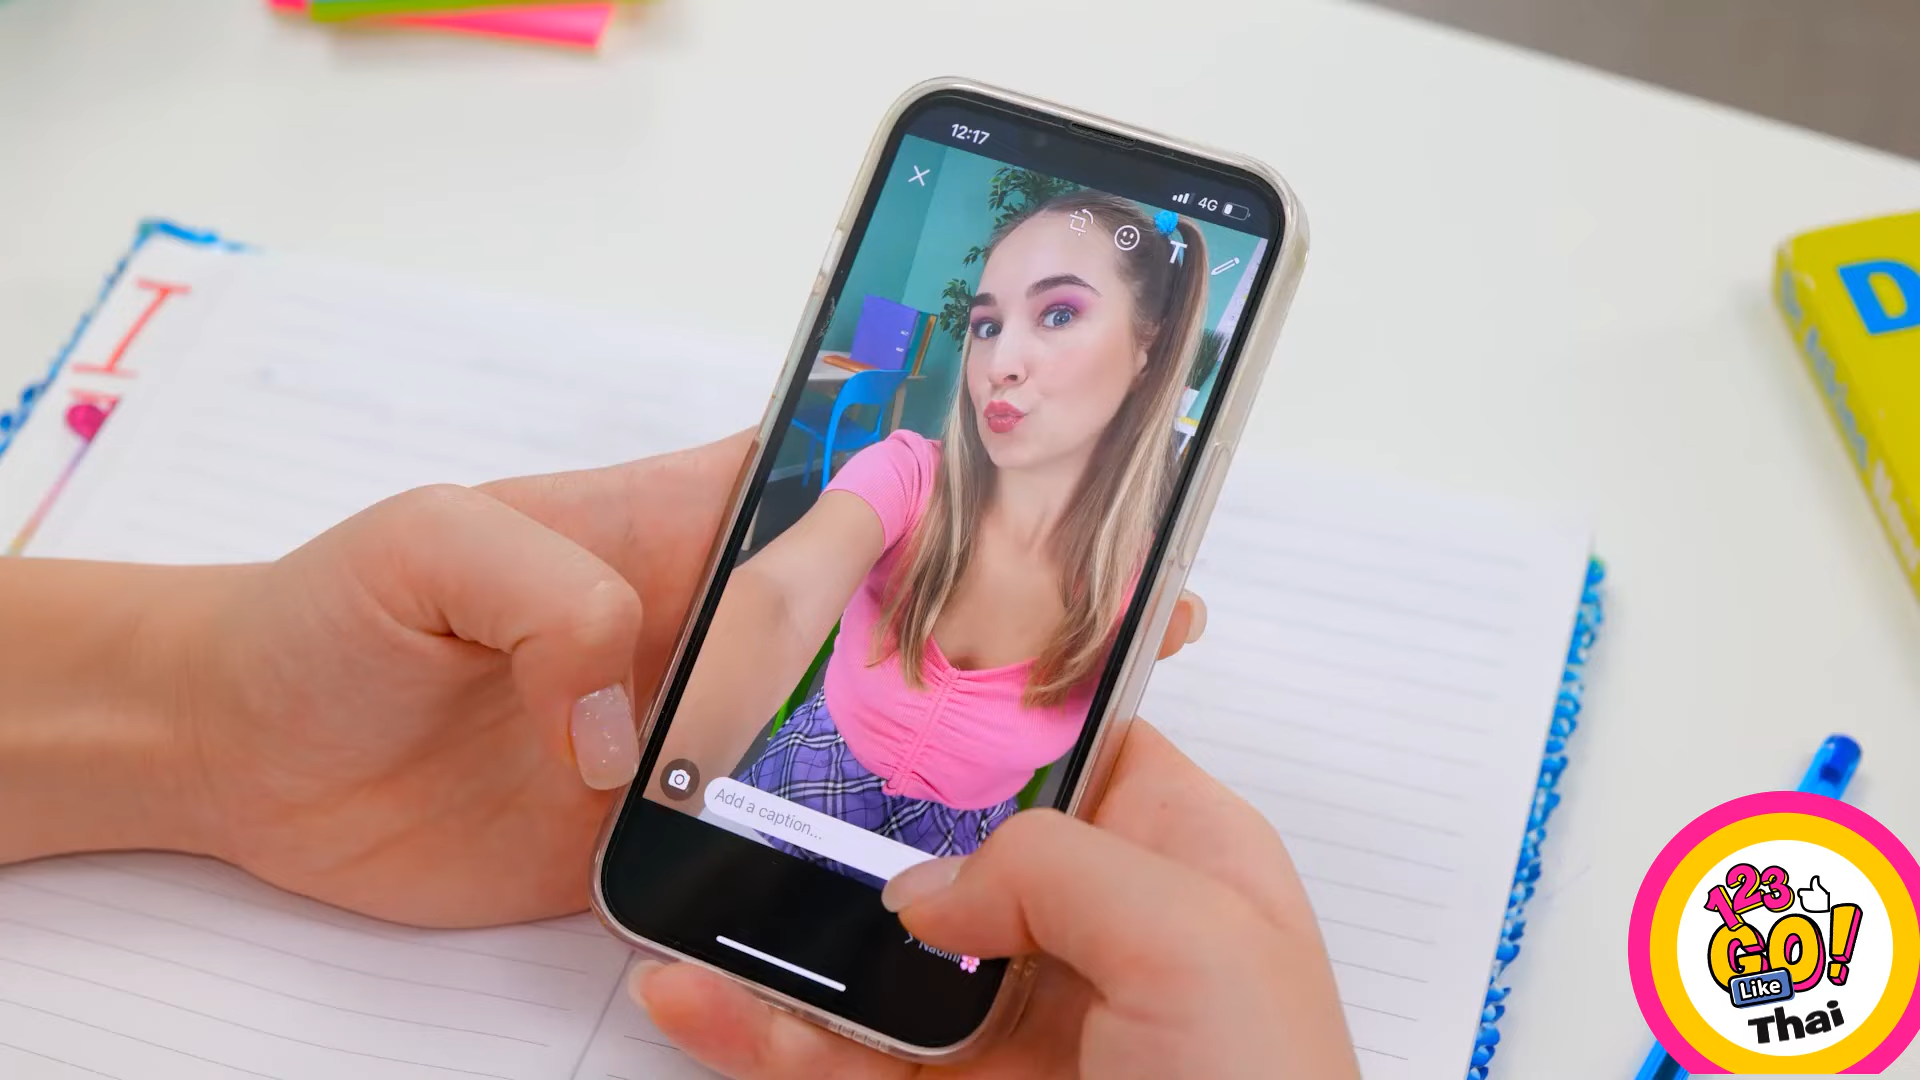 12:17
4G
T
Add a caption...
> Naomi🌸
I
D
123
GO!
Like
Thai